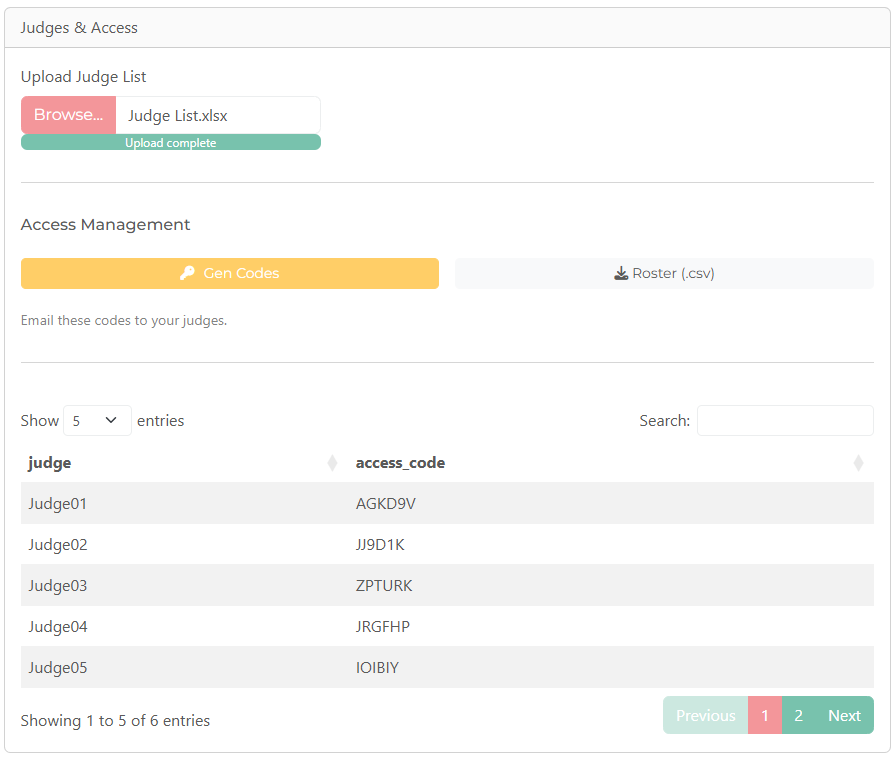 Judges & Access
Upload Judge List
Browse... Judge List.xlsx
Upload complete
Access Management
Gen Codes Roster (.csv)
Email these codes to your judges.
Show 5 entries Search:
judge access_code
Judge01 AGKD9V
Judge02 JJ9D1K
Judge03 ZPTURK
Judge04 JRGFHP
Judge05 IOIBIY
Showing 1 to 5 of 6 entries Previous 1 2 Next